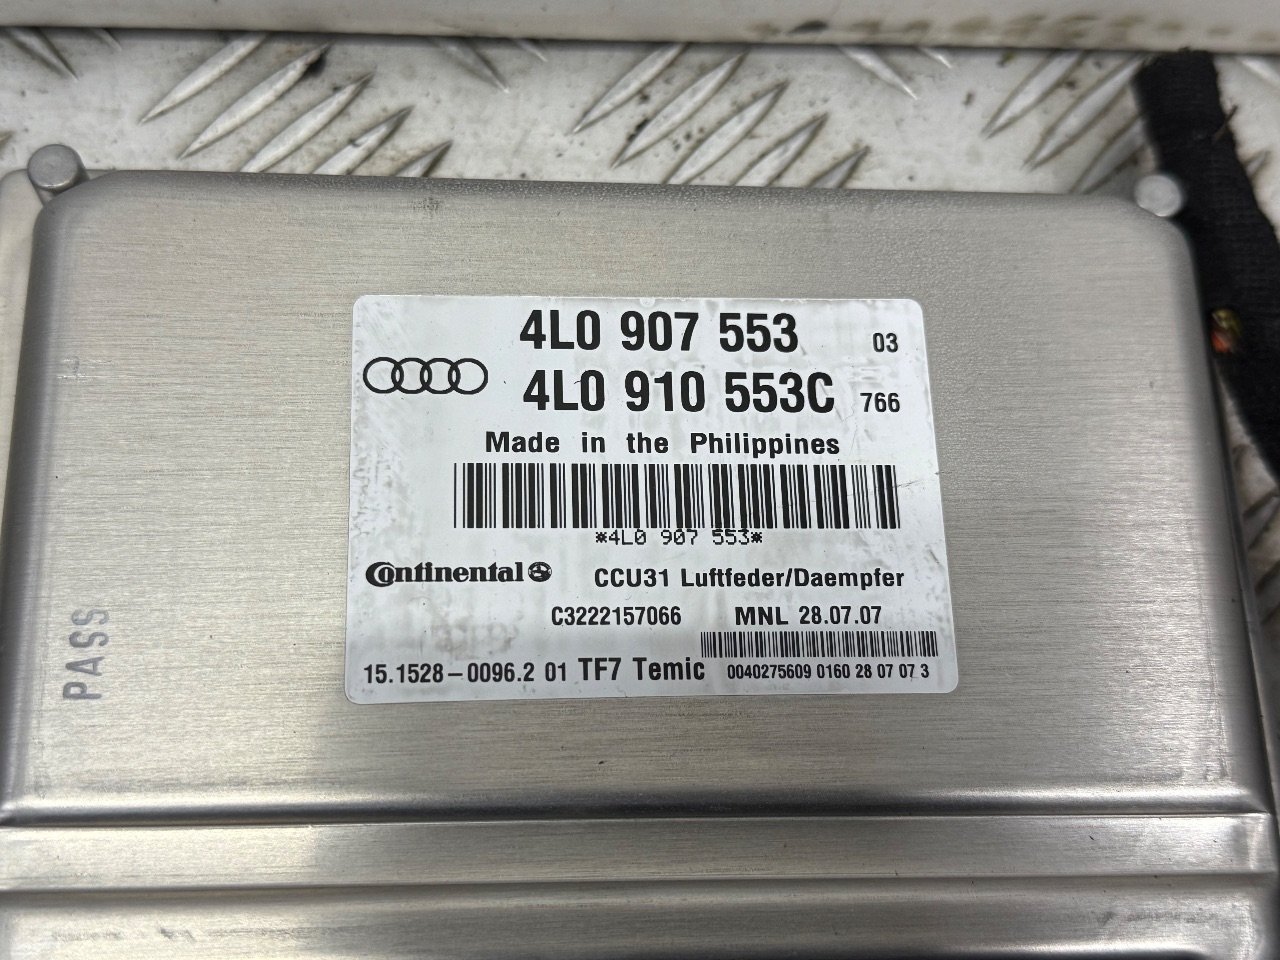 4L0 907 553 03
4L0 910 553C 766
Made in the Philippines
*4L0 907 553*
Continental CCU31 Luftfeder/Daempfer
C3222157066 MNL 28.07.07
15.1528-0096.2 01 TF7 Temic 0040275609 0160 28 07 07 3
PASS